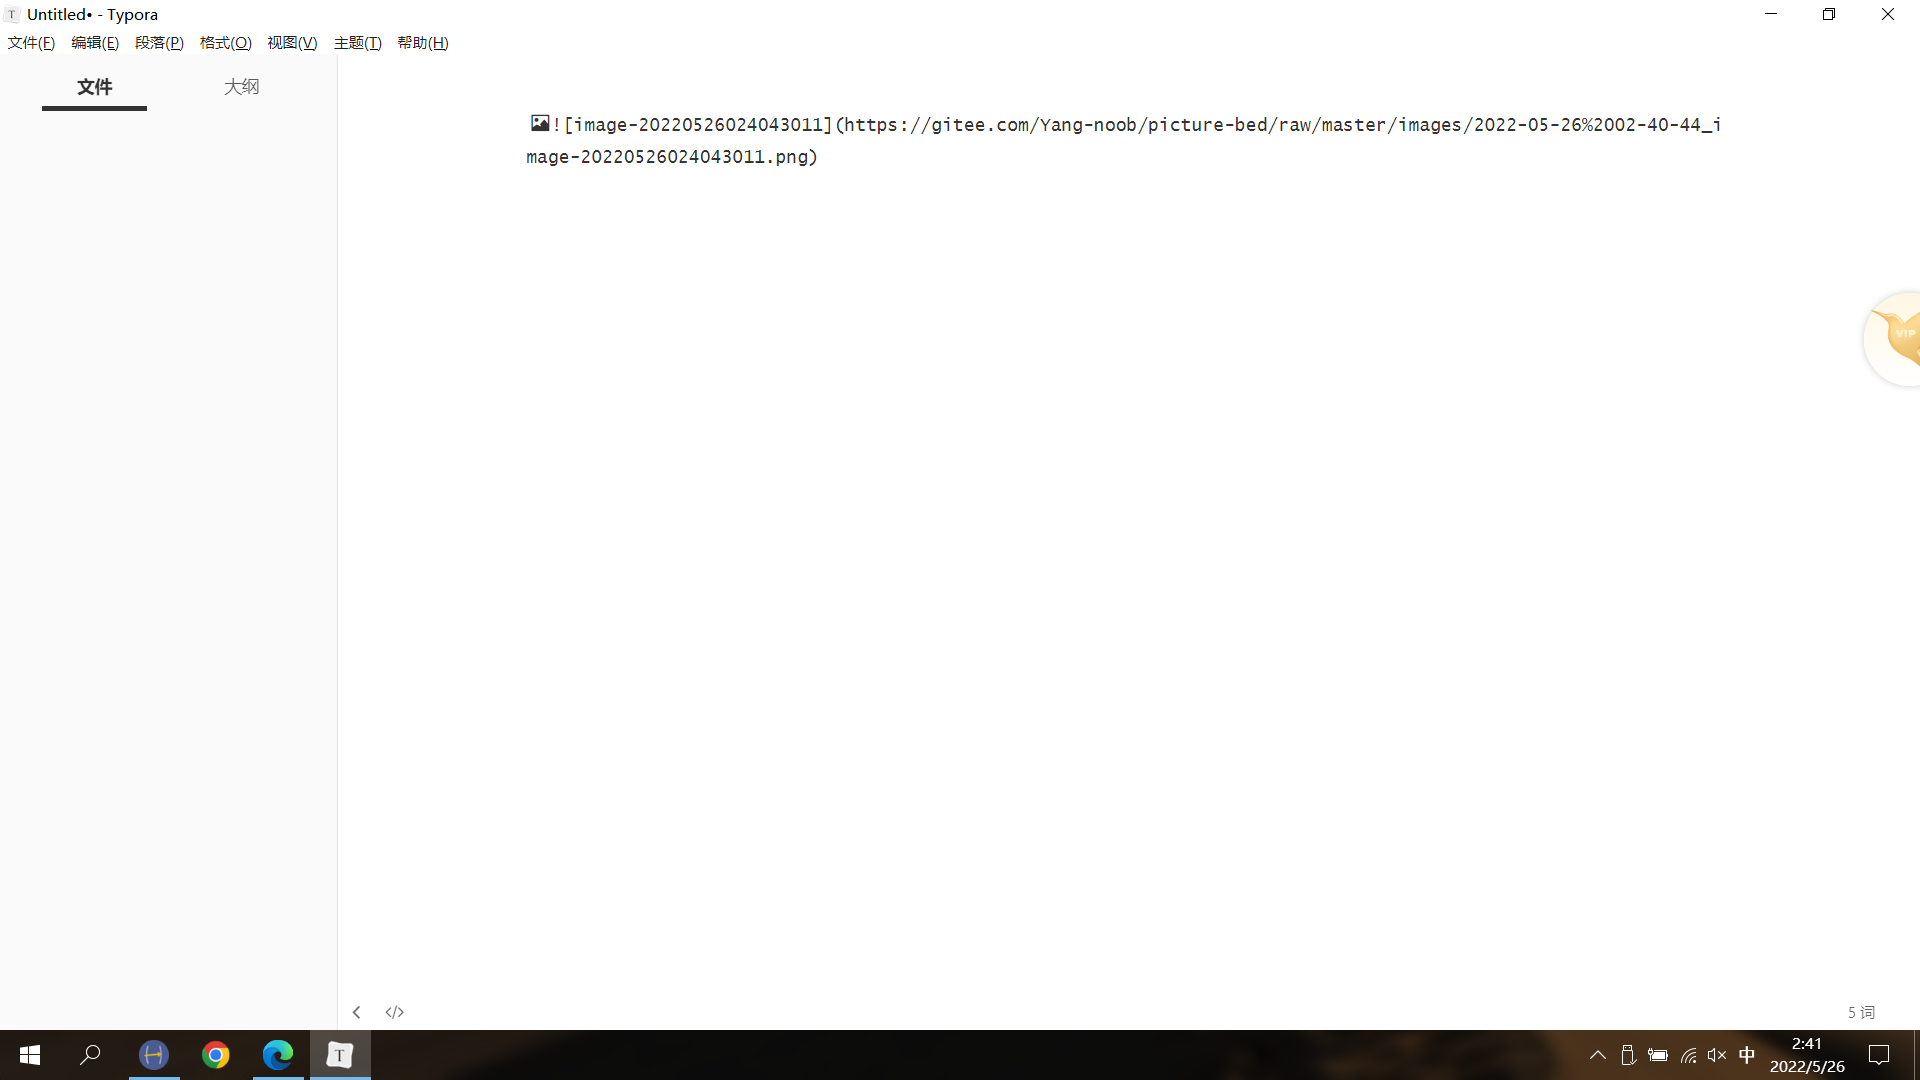 T Untitled• - Typora
文件(F) 编辑(E) 段落(P) 格式(O) 视图(V) 主题(T) 帮助(H)
文件 大纲
![image-20220526024043011](https://gitee.com/Yang-noob/picture-bed/raw/master/images/2022-05-26%2002-40-44_i
mage-20220526024043011.png)
VIP
5 词
T
中
2:41
2022/5/26